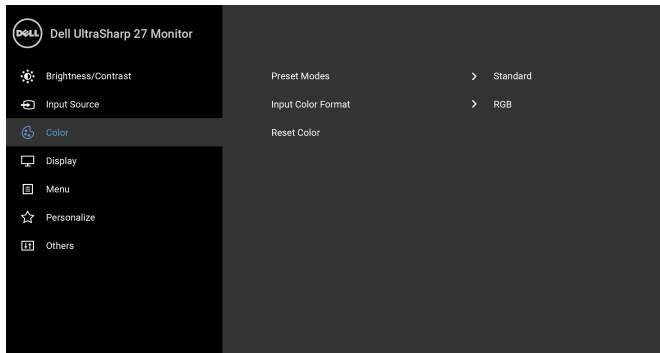 DELL
Dell UltraSharp 27 Monitor
Brightness/Contrast
Input Source
Color
Display
Menu
Personalize
Others
Preset Modes > Standard
Input Color Format > RGB
Reset Color